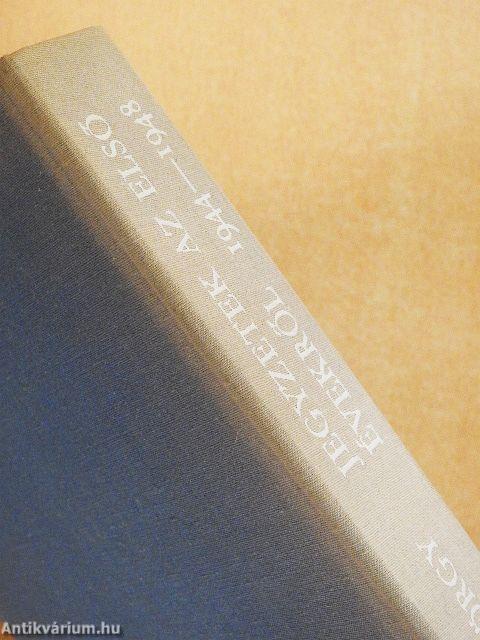 JEGYZETEK AZ ELSŐ
ÉVEKRŐL 1944—1948
Antikvárium.hu